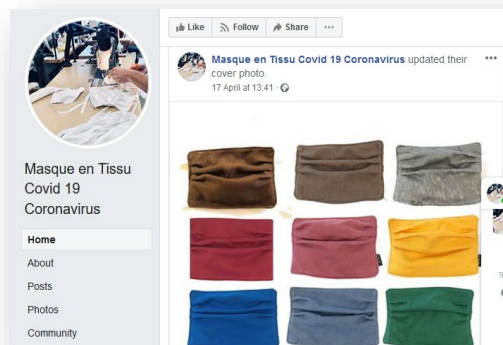 Like Follow Share ...
Masque en Tissu Covid 19 Coronavirus updated their
cover photo.
17 April at 13:41 ·
Masque en Tissu
Covid 19
Coronavirus
Home
About
Posts
Photos
Community